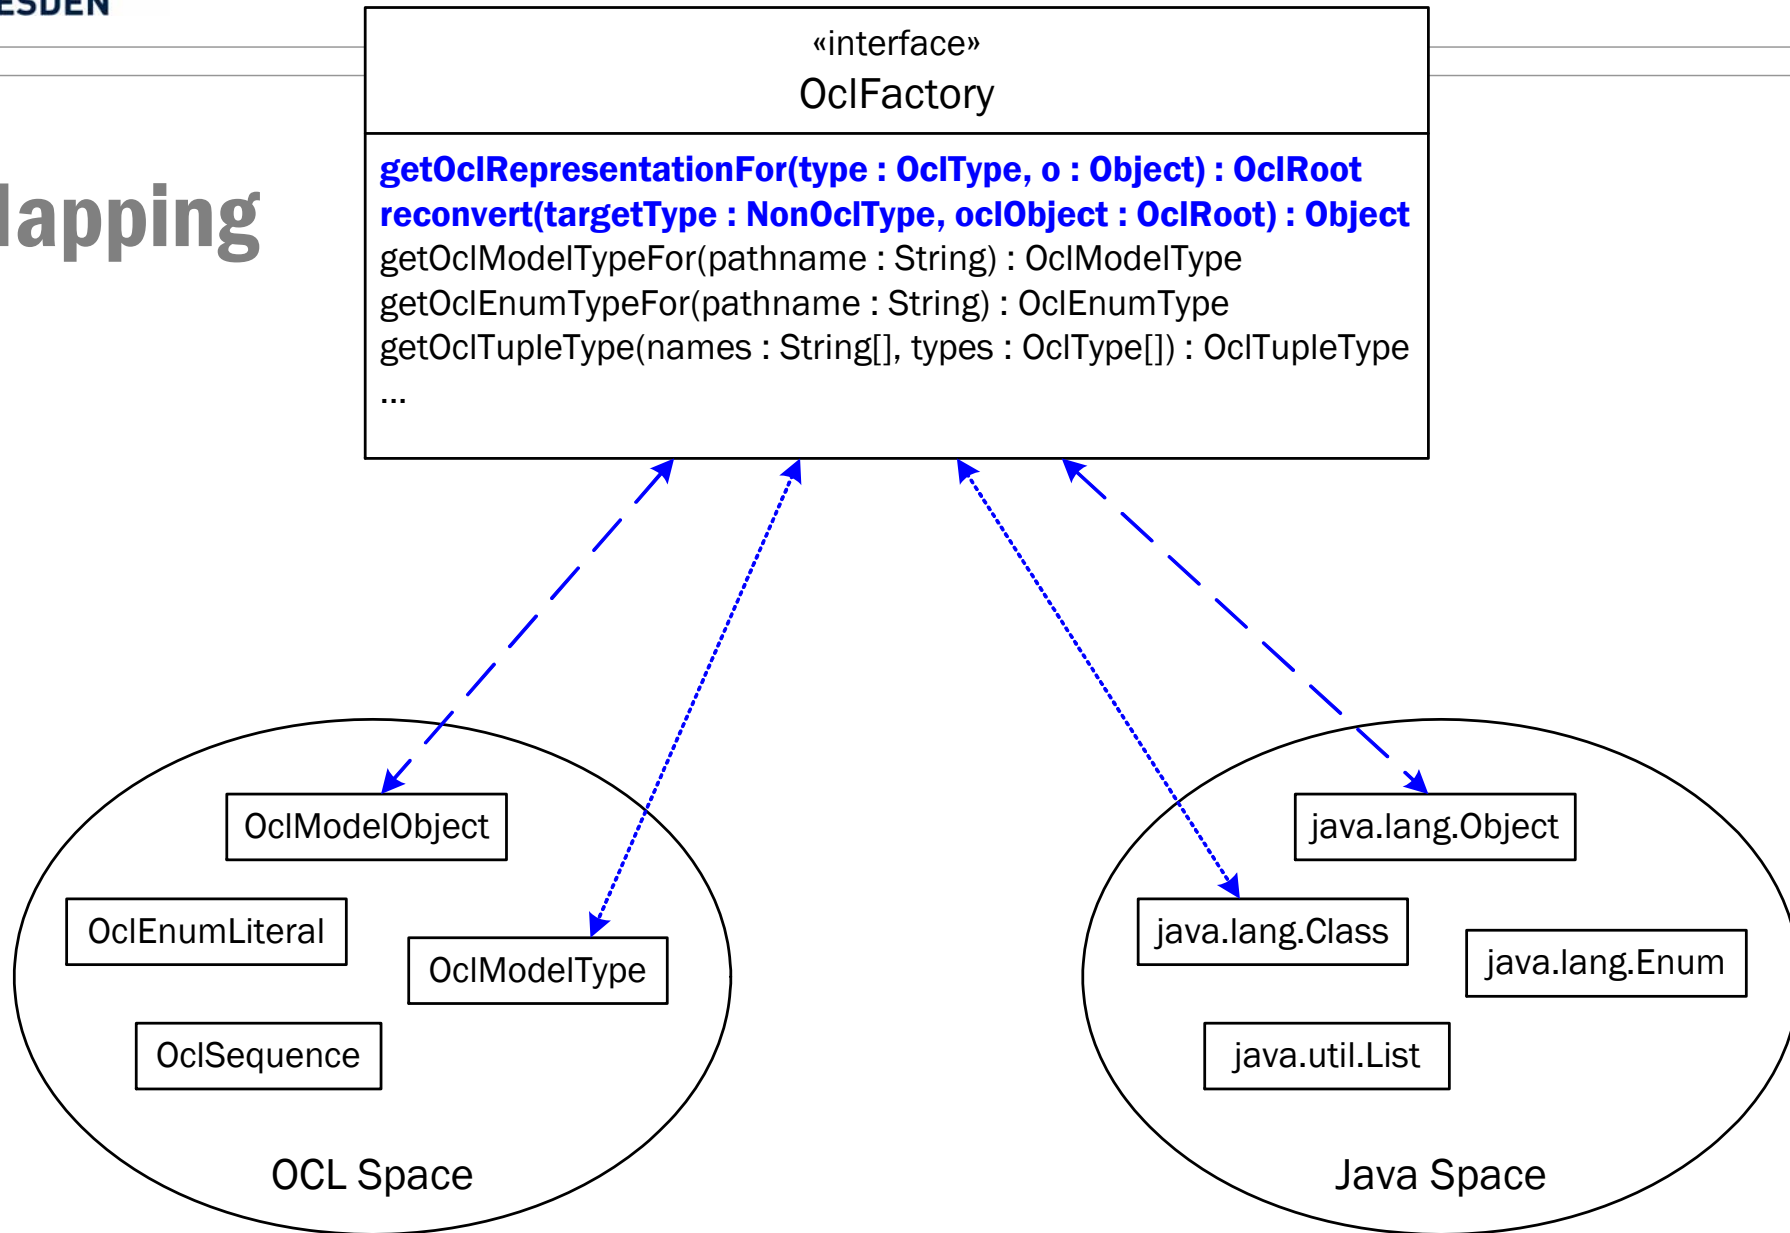 «interface»
OclFactory
getOclRepresentationFor(type : OclType, o : Object) : OclRoot
reconvert(targetType : NonOclType, oclObject : OclRoot) : Object
getOclModelTypeFor(pathname : String) : OclModelType
getOclEnumTypeFor(pathname : String) : OclEnumType
getOclTupleType(names : String[], types : OclType[]) : OclTupleType
...
OclModelObject
OclEnumLiteral
OclModelType
OclSequence
OCL Space
java.lang.Object
java.lang.Class
java.lang.Enum
java.util.List
Java Space